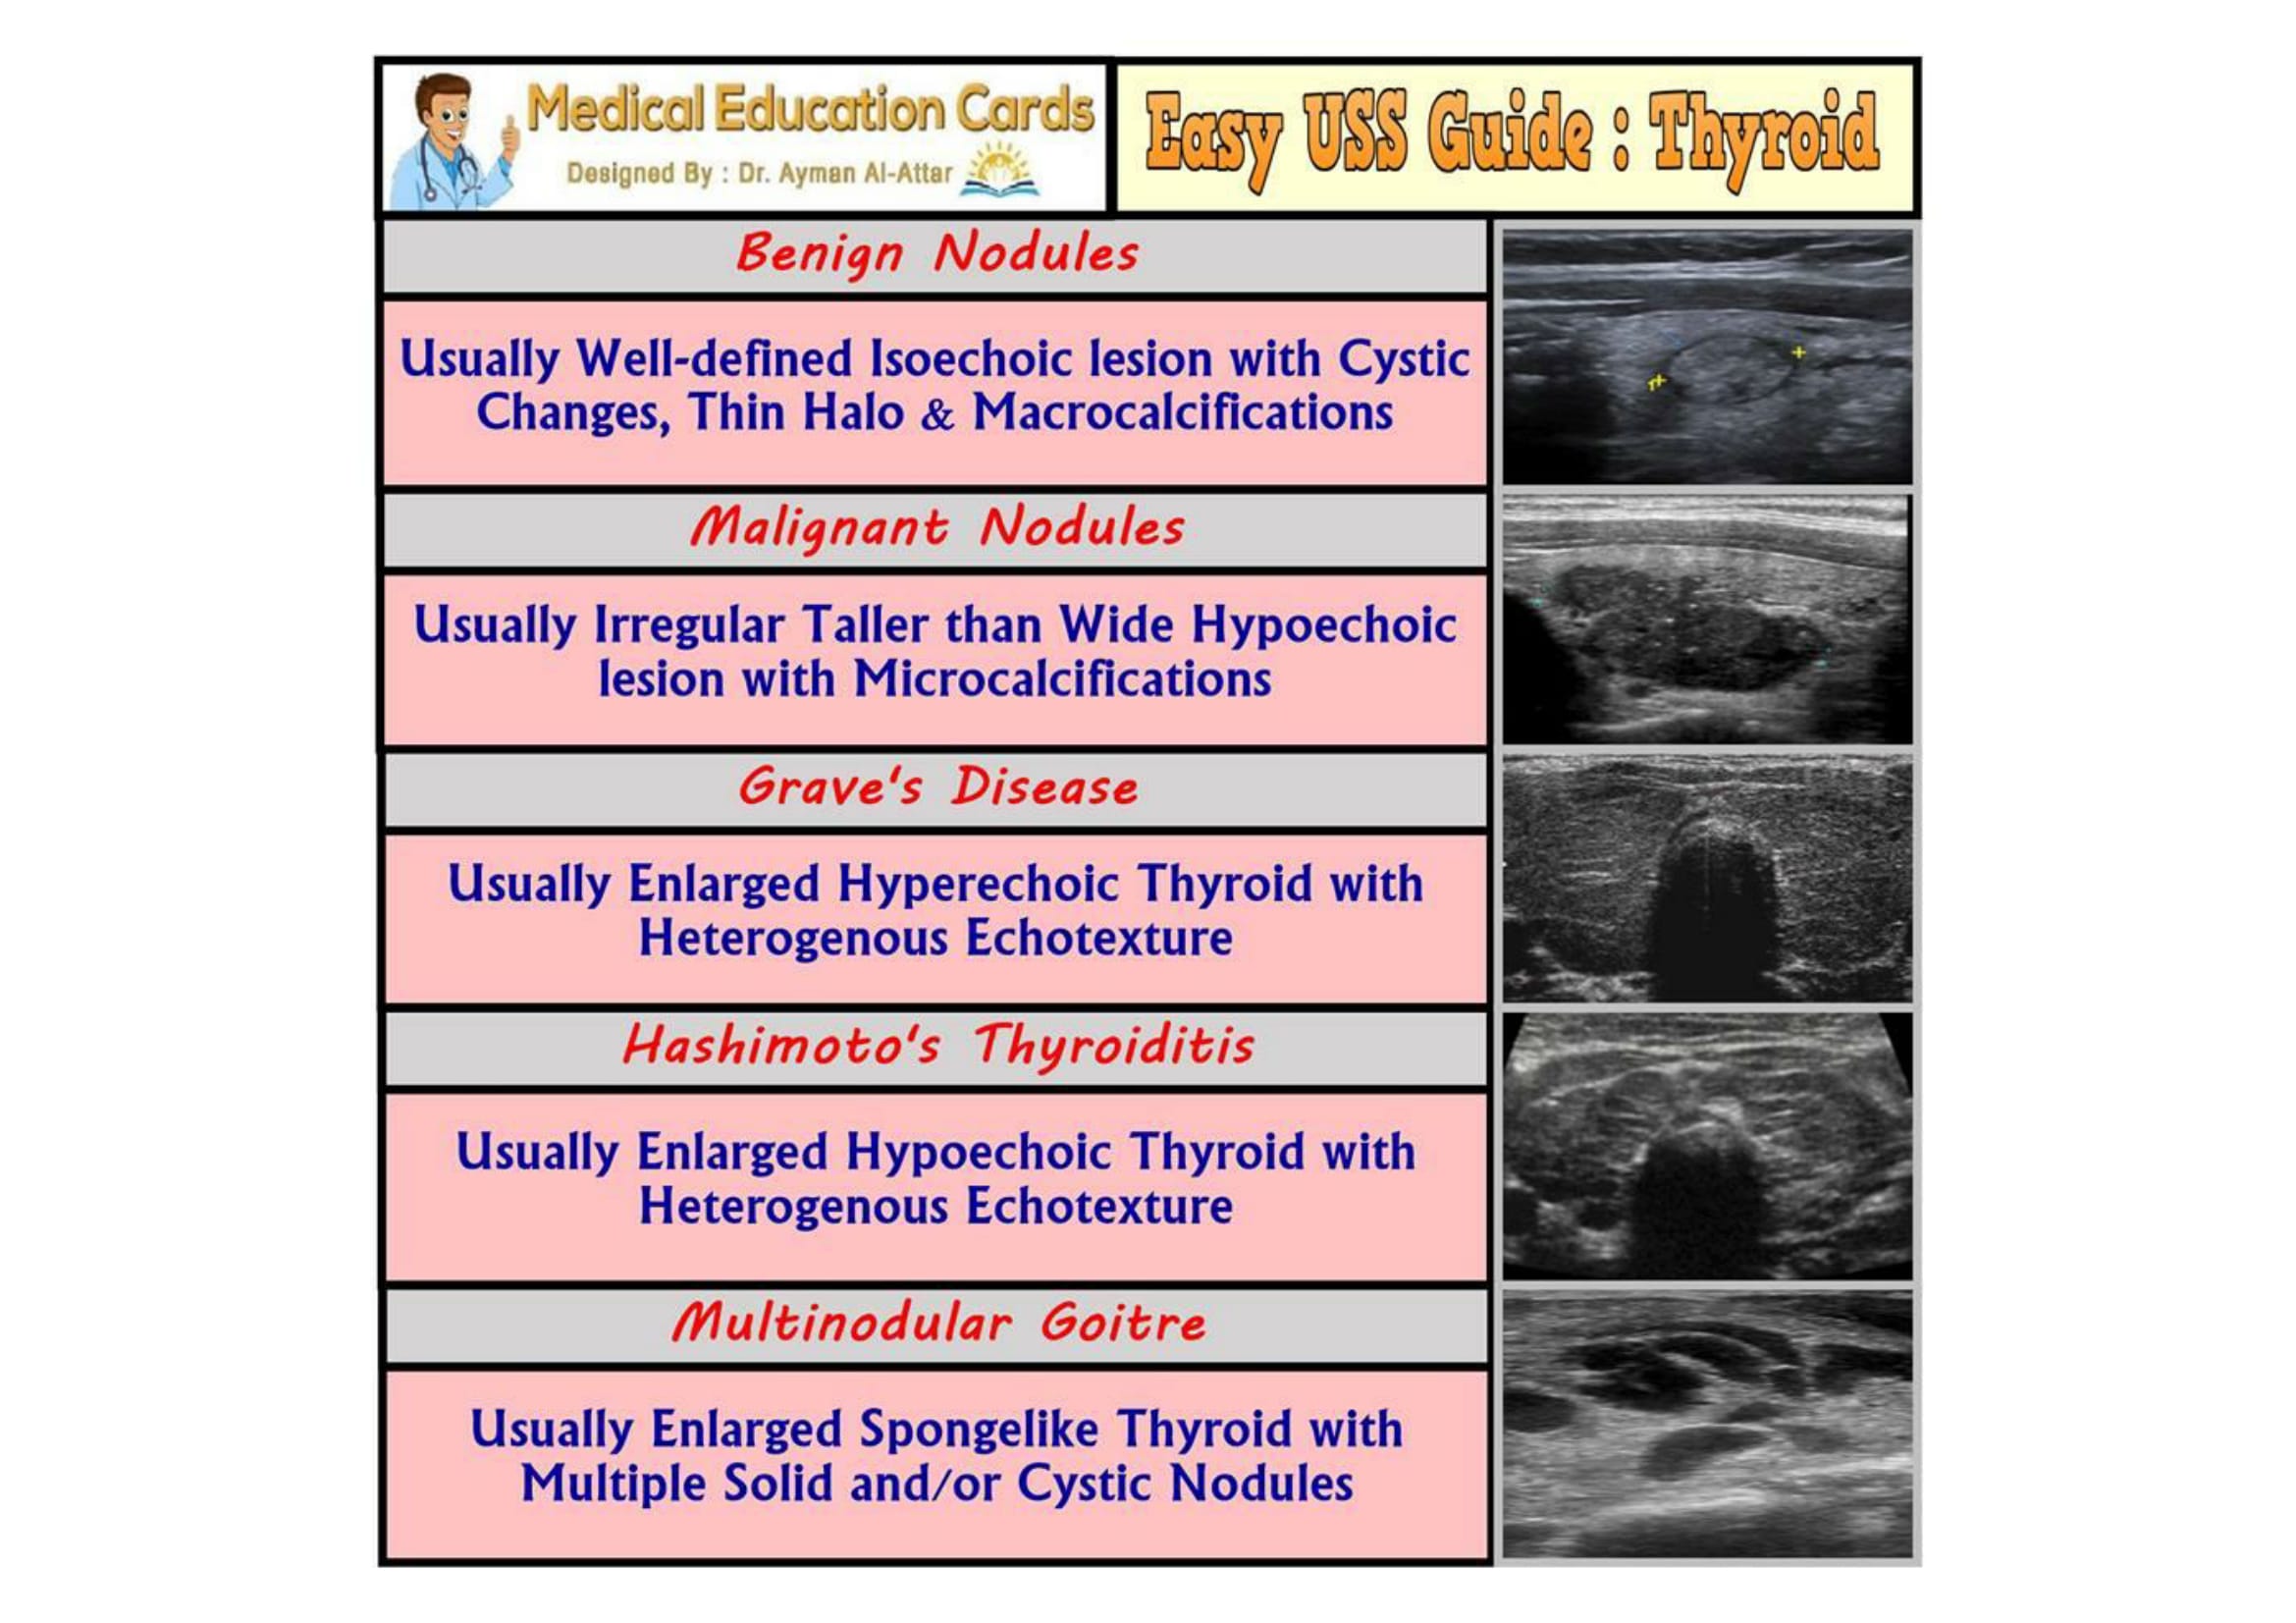 Medical Education Cards
Designed By : Dr. Ayman Al-Attar
Easy USS Guide : Thyroid
Benign Nodules
Usually Well-defined Isoechoic lesion with Cystic
Changes, Thin Halo & Macrocalcifications
Malignant Nodules
Usually Irregular Taller than Wide Hypoechoic
lesion with Microcalcifications
Grave's Disease
Usually Enlarged Hyperechoic Thyroid with
Heterogenous Echotexture
Hashimoto's Thyroiditis
Usually Enlarged Hypoechoic Thyroid with
Heterogenous Echotexture
Multinodular Goitre
Usually Enlarged Spongelike Thyroid with
Multiple Solid and/or Cystic Nodules